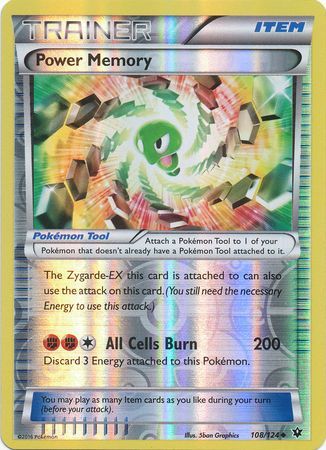 TRAINER
ITEM
Power Memory
Pokémon Tool
Attach a Pokémon Tool to 1 of your
Pokémon that doesn't already have a Pokémon Tool attached to it.
The Zygarde-EX this card is attached to can also
use the attack on this card. (You still need the necessary
Energy to use this attack.)
All Cells Burn 200
Discard 3 Energy attached to this Pokémon.
You may play as many Item cards as you like during your turn
(before your attack).
©2016 Pokémon
Illus. 5ban Graphics
108/124